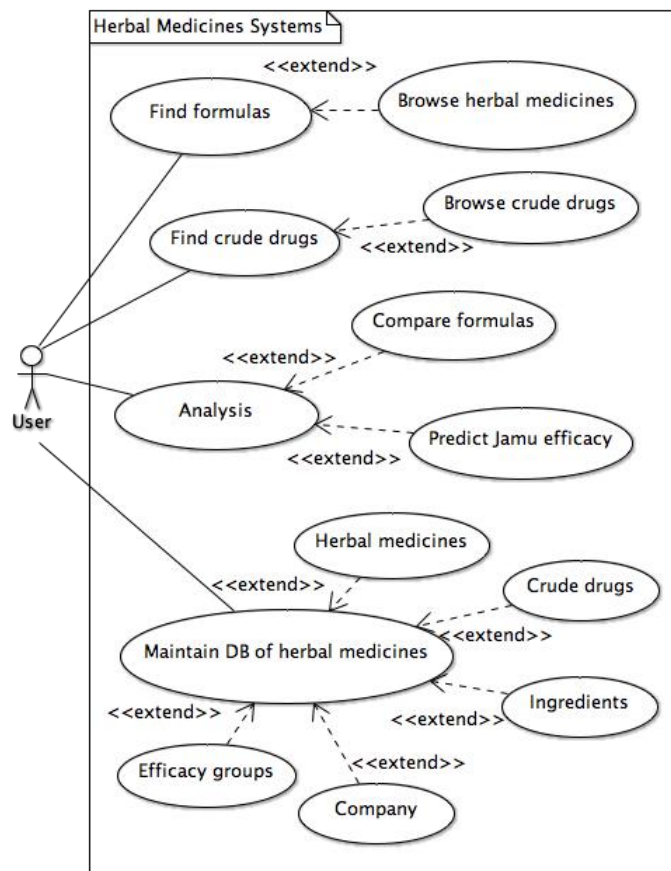 Herbal Medicines Systems
<<extend>>
Find formulas
Browse herbal medicines
Browse crude drugs
Find crude drugs
<<extend>>
Compare formulas
<<extend>>
User
Analysis
Predict Jamu efficacy
<<extend>>
Herbal medicines
<<extend>>
Crude drugs
<<extend>>
Maintain DB of herbal medicines
Ingredients
<<extend>>
<<extend>>
<<extend>>
Efficacy groups
Company